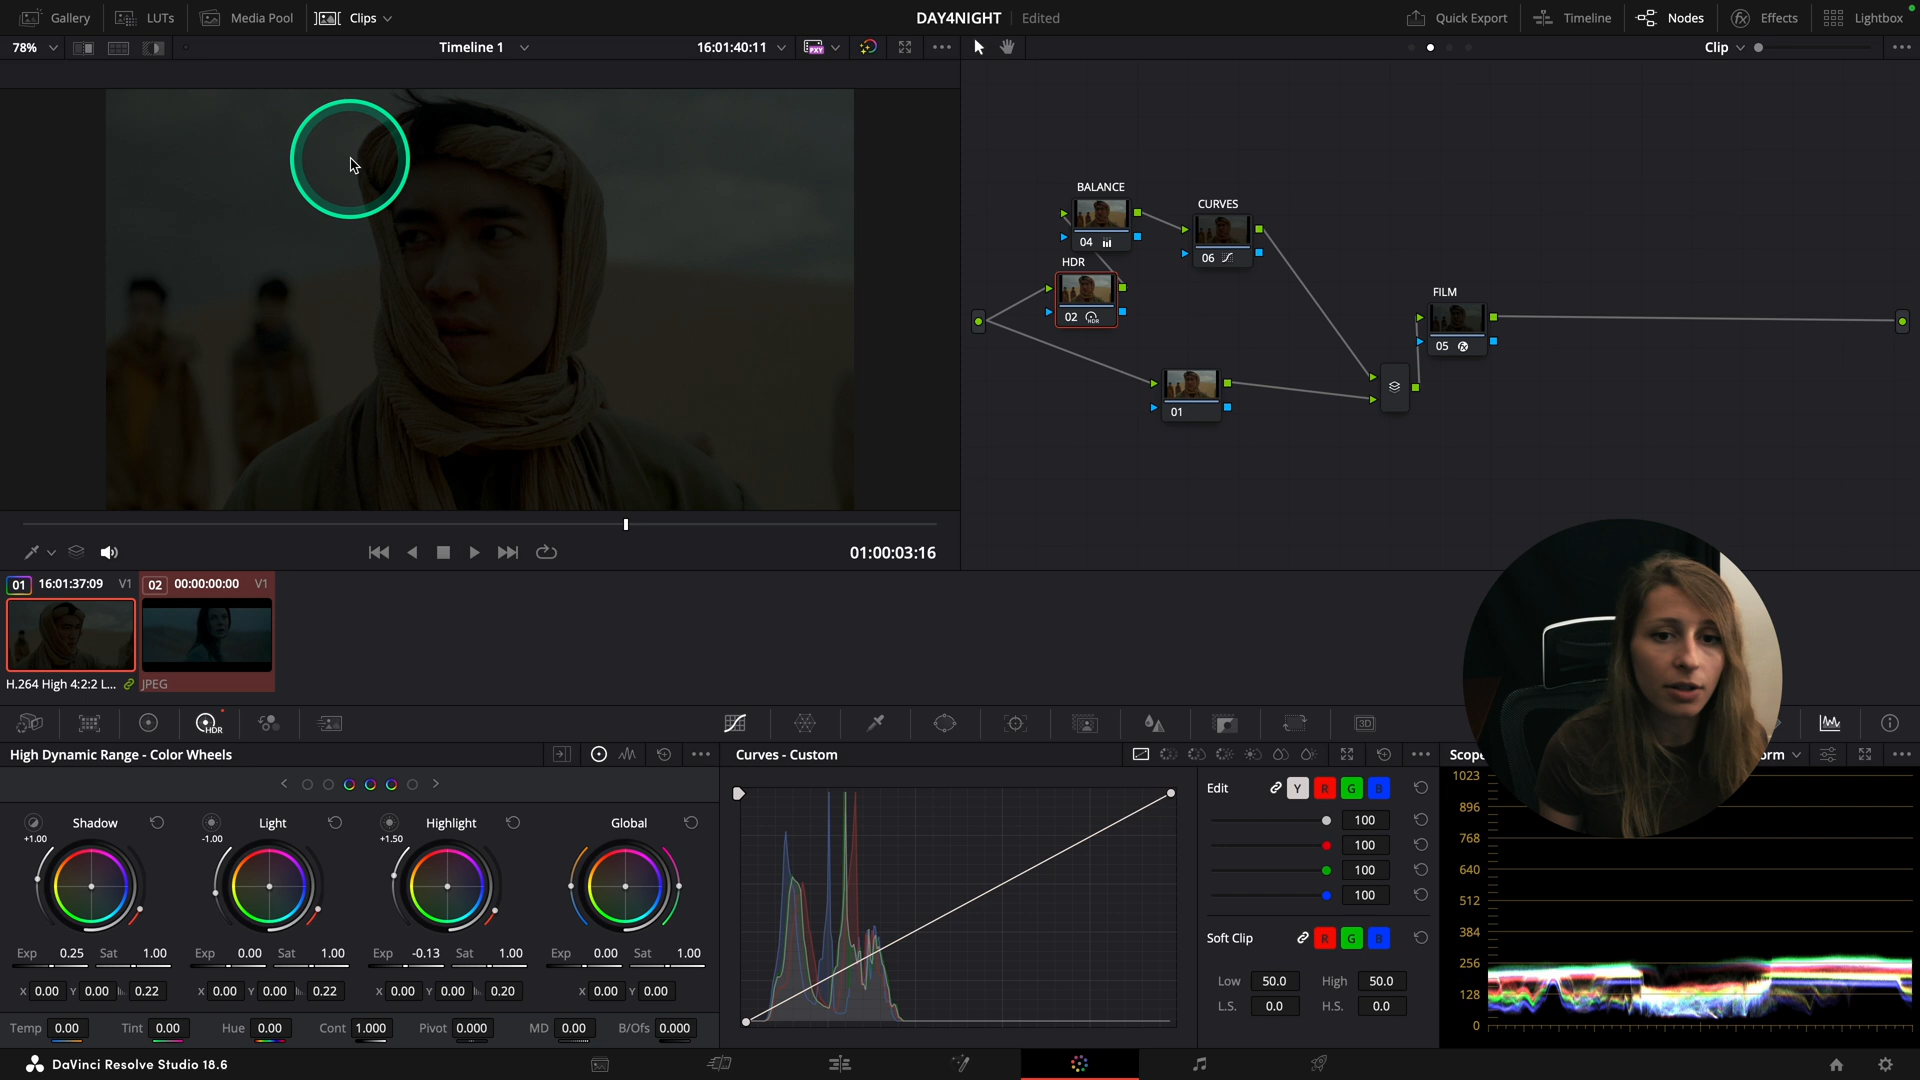 Gallery LUTs Media Pool Clips DAY4NIGHT Edited Quick Export Timeline Nodes Effects Lightbox
78% Timeline 1 16:01:40:11 PXY Clip
BALANCE
04
CURVES
06
HDR
02 HDR
FILM
05
01
01:00:03:16
01 16:01:37:09 V1 02 00:00:00:00 V1
H.264 High 4:2:2 L... JPEG
HDR 3D
High Dynamic Range - Color Wheels
Curves - Custom
Scope orm
Shadow Light Highlight Global
+1.00 -1.00 +1.50
Exp 0.25 Sat 1.00 Exp 0.00 Sat 1.00 Exp -0.13 Sat 1.00 Exp 0.00 Sat 1.00
X 0.00 Y 0.00 0.22 X 0.00 Y 0.00 0.22 X 0.00 Y 0.00 0.20 X 0.00 Y 0.00
Temp 0.00 Tint 0.00 Hue 0.00 Cont 1.000 Pivot 0.000 MD 0.00 B/Ofs 0.000
Edit Y R G B
100
100
100
100
Soft Clip R G B
Low 50.0 High 50.0
L.S. 0.0 H.S. 0.0
1023
896
768
640
512
384
256
128
0
DaVinci Resolve Studio 18.6